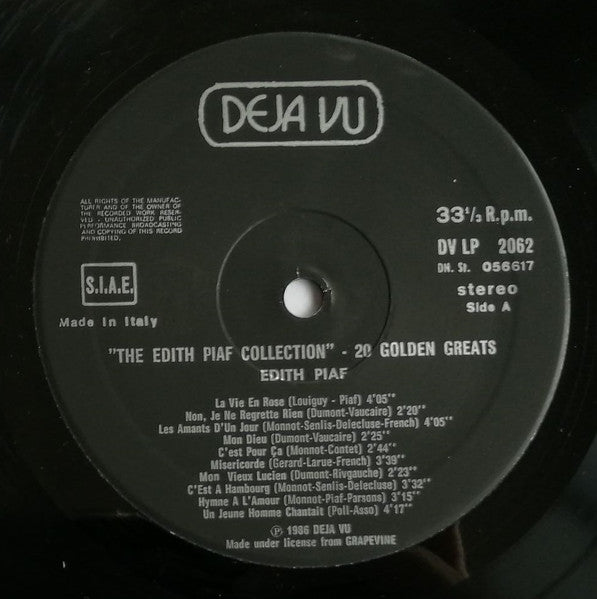 DEJA VU
ALL RIGHTS OF THE MANUFAC-
TURER AND OF THE OWNER OF
THE RECORDED WORK RESER-
VED - UNAUTHORIZED PUBLIC
PERFORMANCE BROADCASTING
AND COPYING OF THIS RECORD
PROHIBITED.
S.I.A.E.
Made in Italy
33 1/3 R.p.m.
DV LP 2062
DN. St. 056617
stereo
Side A
"THE EDITH PIAF COLLECTION" - 20 GOLDEN GREATS
EDITH PIAF
La Vie En Rose (Louiguy - Piaf) 4'05''
Non, Je Ne Regrette Rien (Dumont-Vaucaire) 2'20''
Les Amants D'Un Jour (Monnot-Senlis-Delecluse-French) 4'05''
Mon Dieu (Dumont-Vaucaire) 2'25''
C'est Pour Ça (Monnot-Contet) 2'44''
Misericorde (Gerard-Larue-French) 3'39''
Mon Vieux Lucien (Dumont-Rivgauche) 2'23''
C'Est A Hambourg (Monnot-Senlis-Delecluse) 3'32''
Hymne A L'Amour (Monnot-Piaf-Parsons) 3'15''
Un Jeune Homme Chantait (Poll-Asso) 4'17''
℗ 1986 DEJA VU
Made under license from GRAPEVINE